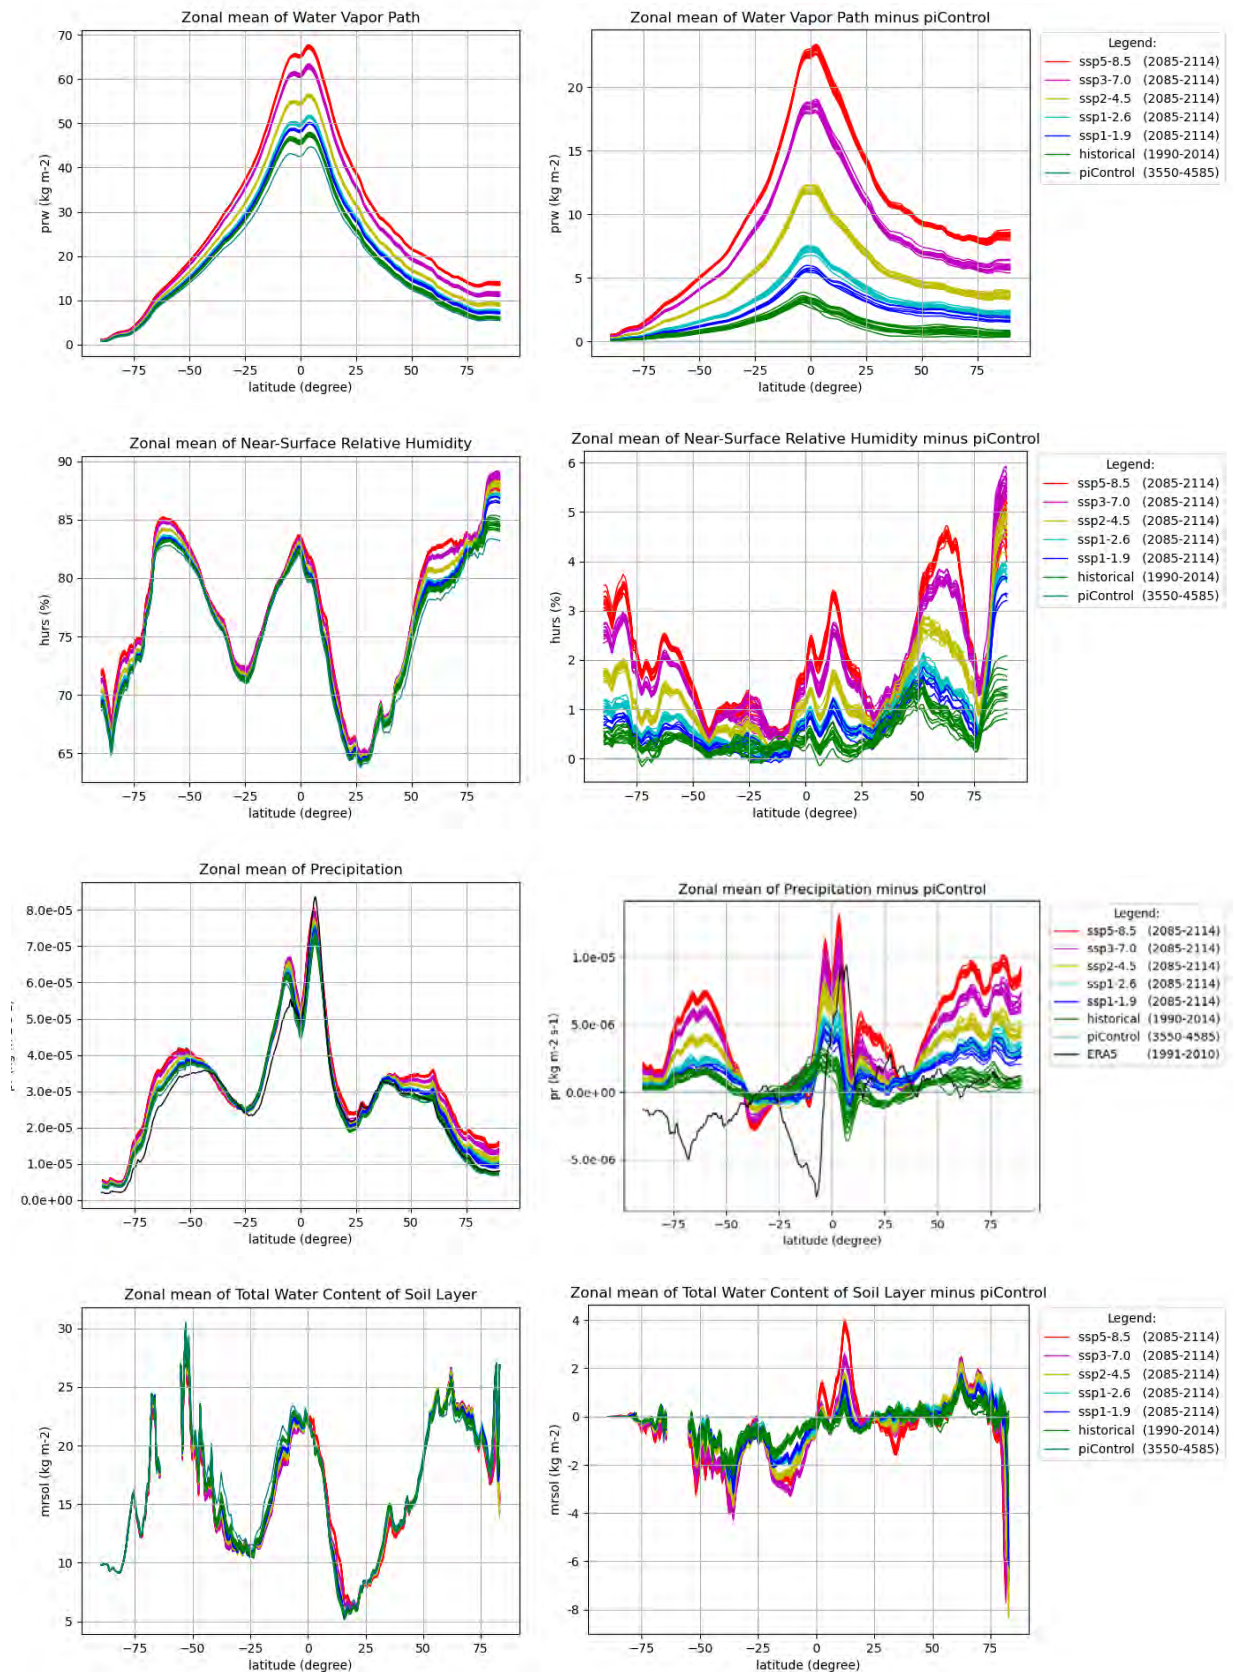 Zonal mean of Water Vapor Path
Zonal mean of Water Vapor Path minus piControl
70
60
50
40
30
20
10
0
prw (kg m-2)
−75 −50 −25 0 25 50 75
latitude (degree)
20
15
10
5
0
prw (kg m-2)
−75 −50 −25 0 25 50 75
latitude (degree)
Legend:
ssp5-8.5 (2085-2114)
ssp3-7.0 (2085-2114)
ssp2-4.5 (2085-2114)
ssp1-2.6 (2085-2114)
ssp1-1.9 (2085-2114)
historical (1990-2014)
piControl (3550-4585)
Zonal mean of Near-Surface Relative Humidity
Zonal mean of Near-Surface Relative Humidity minus piControl
90
85
80
75
70
65
hurs (%)
−75 −50 −25 0 25 50 75
latitude (degree)
6
5
4
3
2
1
0
hurs (%)
−75 −50 −25 0 25 50 75
latitude (degree)
Legend:
ssp5-8.5 (2085-2114)
ssp3-7.0 (2085-2114)
ssp2-4.5 (2085-2114)
ssp1-2.6 (2085-2114)
ssp1-1.9 (2085-2114)
historical (1990-2014)
piControl (3550-4585)
Zonal mean of Precipitation
Zonal mean of Precipitation minus piControl
8.0e-05
7.0e-05
6.0e-05
5.0e-05
4.0e-05
3.0e-05
2.0e-05
1.0e-05
0.0e+00
−75 −50 −25 0 25 50 75
latitude (degree)
1.0e-05
5.0e-06
0.0e+00
-5.0e-06
pr (kg m-2 s-1)
−75 −50 −25 0 25 50 75
latitude (degree)
Legend:
ssp5-8.5 (2085-2114)
ssp3-7.0 (2085-2114)
ssp2-4.5 (2085-2114)
ssp1-2.6 (2085-2114)
ssp1-1.9 (2085-2114)
historical (1990-2014)
piControl (3550-4585)
ERA5 (1991-2010)
Zonal mean of Total Water Content of Soil Layer
Zonal mean of Total Water Content of Soil Layer minus piControl
30
25
20
15
10
5
mrsol (kg m-2)
−75 −50 −25 0 25 50 75
latitude (degree)
4
2
0
−2
−4
−6
−8
mrsol (kg m-2)
−75 −50 −25 0 25 50 75
latitude (degree)
Legend:
ssp5-8.5 (2085-2114)
ssp3-7.0 (2085-2114)
ssp2-4.5 (2085-2114)
ssp1-2.6 (2085-2114)
ssp1-1.9 (2085-2114)
historical (1990-2014)
piControl (3550-4585)